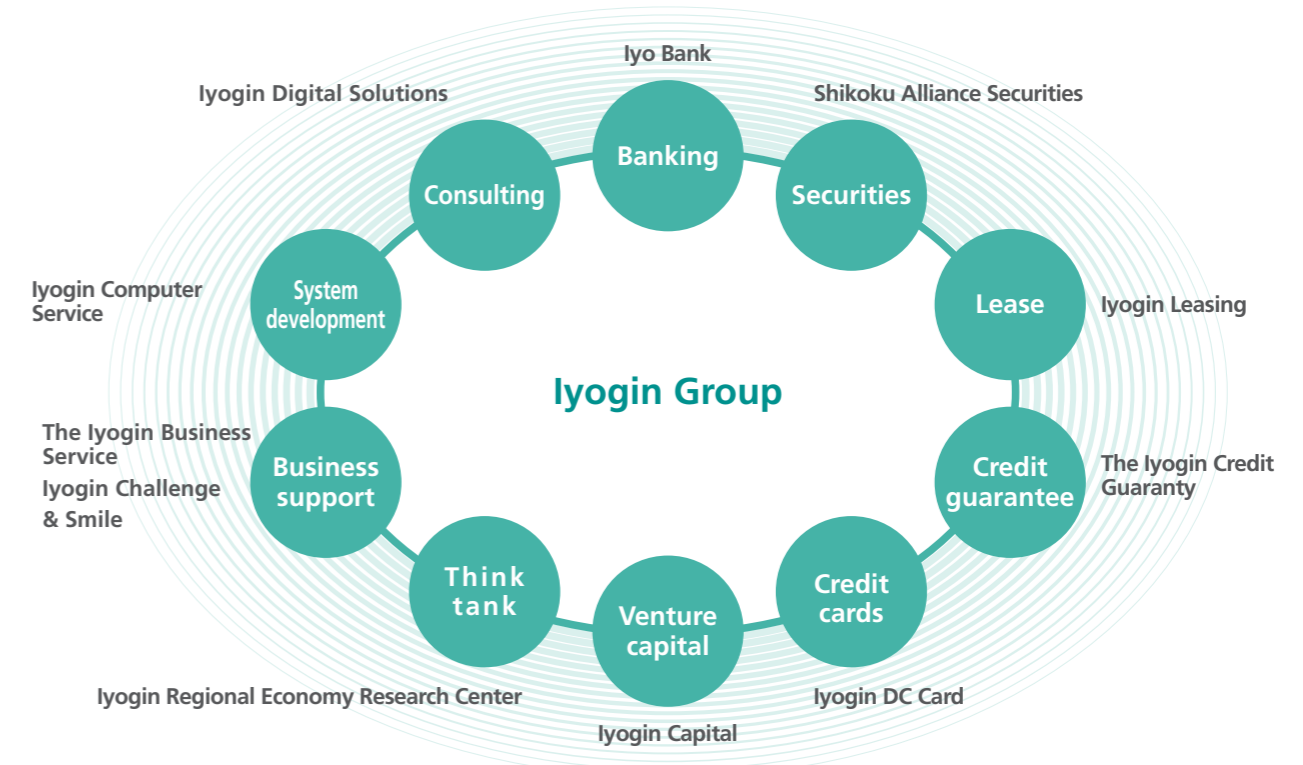 Iyo Bank
Iyogin Digital Solutions
Shikoku Alliance Securities
Banking
Consulting
Securities
Iyogin Computer
Service
System
development
Lease
Iyogin Leasing
Iyogin Group
The Iyogin Business
Service
Iyogin Challenge
& Smile
Business
support
Credit
guarantee
The Iyogin Credit
Guaranty
Think
tank
Venture
capital
Credit
cards
Iyogin Regional Economy Research Center
Iyogin Capital
Iyogin DC Card